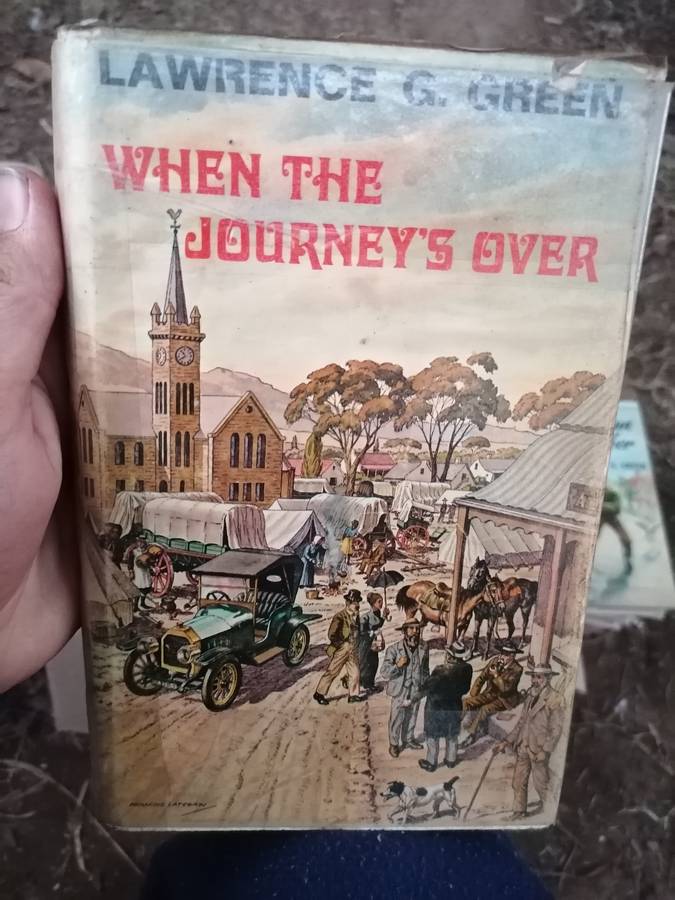 LAWRENCE G. GREEN
WHEN THE
JOURNEY'S OVER